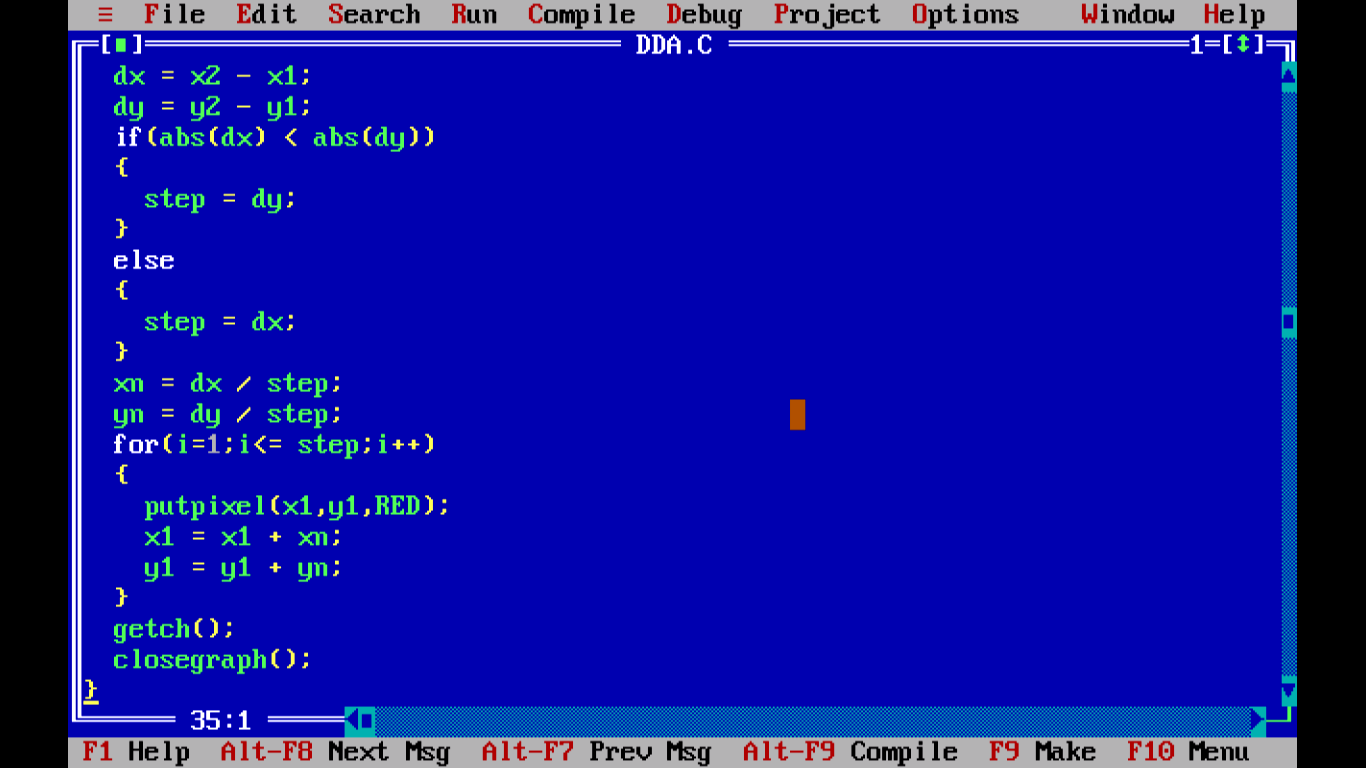 ≡ File Edit Search Run Compile Debug Project Options Window Help
[■] DDA.C 1=[↕]
dx = x2 - x1;
dy = y2 - y1;
if(abs(dx) < abs(dy))
{
step = dy;
}
else
{
step = dx;
}
xn = dx / step;
yn = dy / step;
for(i=1;i<= step;i++)
{
putpixel(x1,y1,RED);
x1 = x1 + xn;
y1 = y1 + yn;
}
getch();
closegraph();
}
35:1
F1 Help Alt-F8 Next Msg Alt-F7 Prev Msg Alt-F9 Compile F9 Make F10 Menu